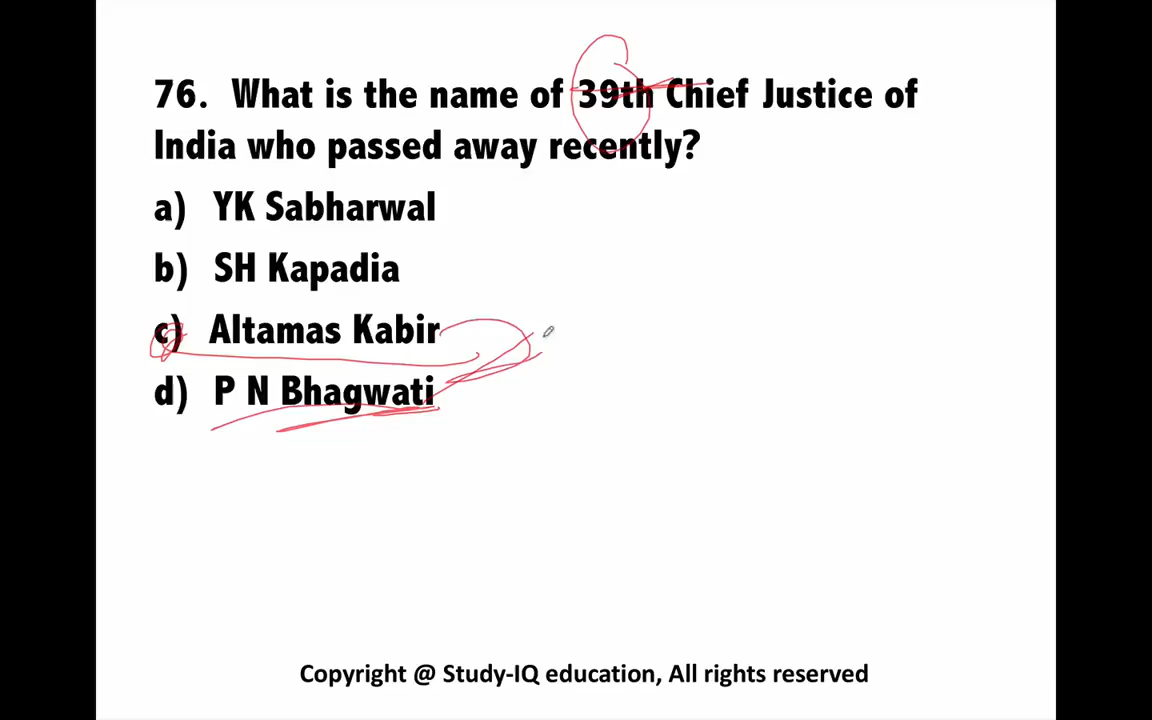 76. What is the name of 39th Chief Justice of
India who passed away recently?
a) YK Sabharwal
b) SH Kapadia
c) Altamas Kabir
d) P N Bhagwati
Copyright @ Study-IQ education, All rights reserved